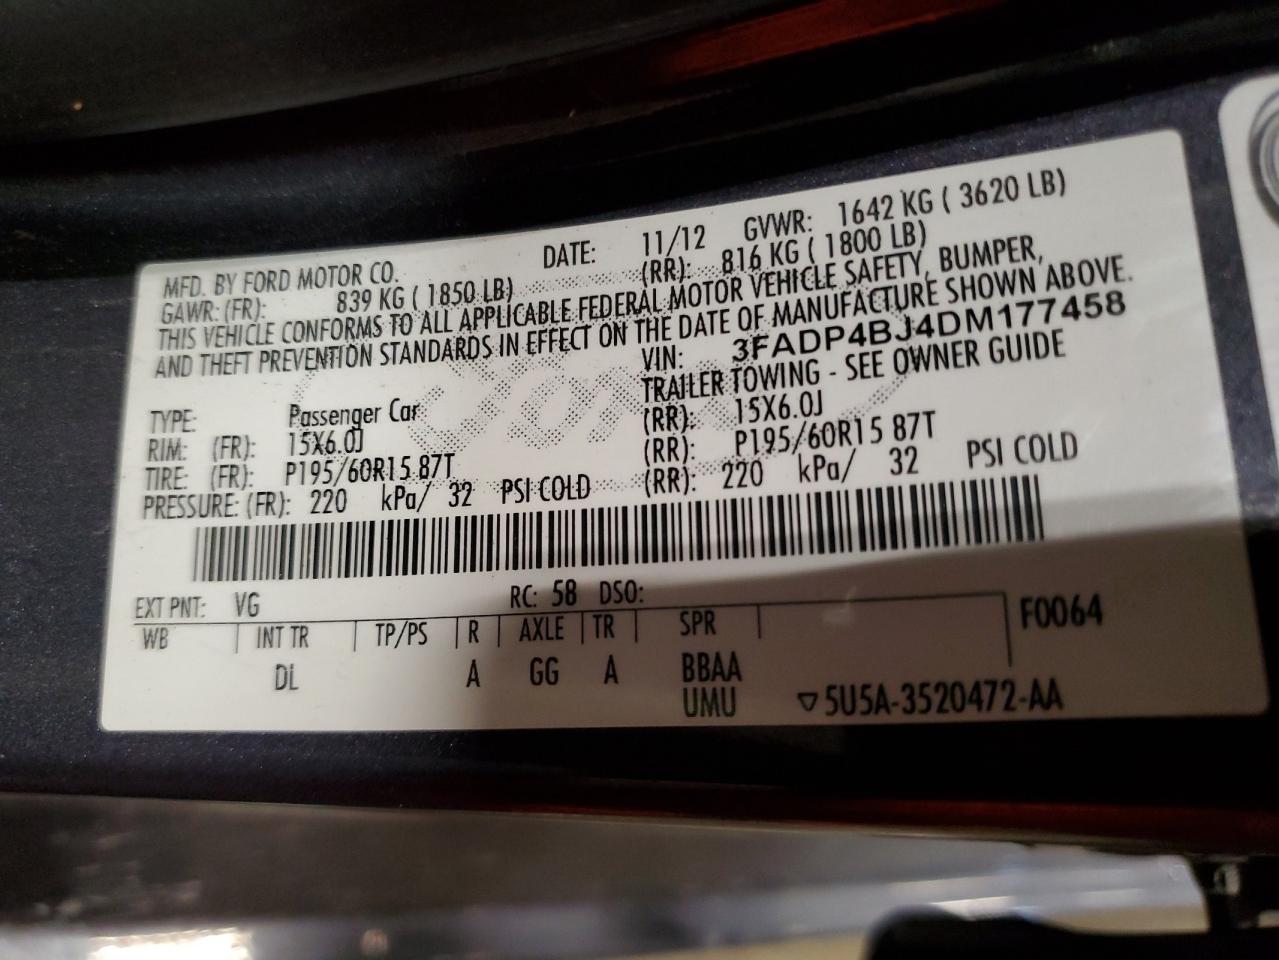 MFD. BY FORD MOTOR CO. DATE: 11/12 GVWR: 1642 KG ( 3620 LB)
GAWR: (FR): 839 KG ( 1850 LB) (RR): 816 KG ( 1800 LB)
THIS VEHICLE CONFORMS TO ALL APPLICABLE FEDERAL MOTOR VEHICLE SAFETY, BUMPER,
AND THEFT PREVENTION STANDARDS IN EFFECT ON THE DATE OF MANUFACTURE SHOWN ABOVE.
VIN: 3FADP4BJ4DM177458
TYPE: Passenger Car TRAILER TOWING - SEE OWNER GUIDE
RIM: (FR): 15X6.0J (RR): 15X6.0J
TIRE: (FR): P195/60R15 87T (RR): P195/60R15 87T
PRESSURE: (FR): 220 kPa/ 32 PSI COLD (RR): 220 kPa/ 32 PSI COLD
EXT PNT: VG RC: 58 DSO:
WB INT TR TP/PS R AXLE TR SPR F0064
DL A GG A BBAA
UMU ▽5U5A-3520472-AA